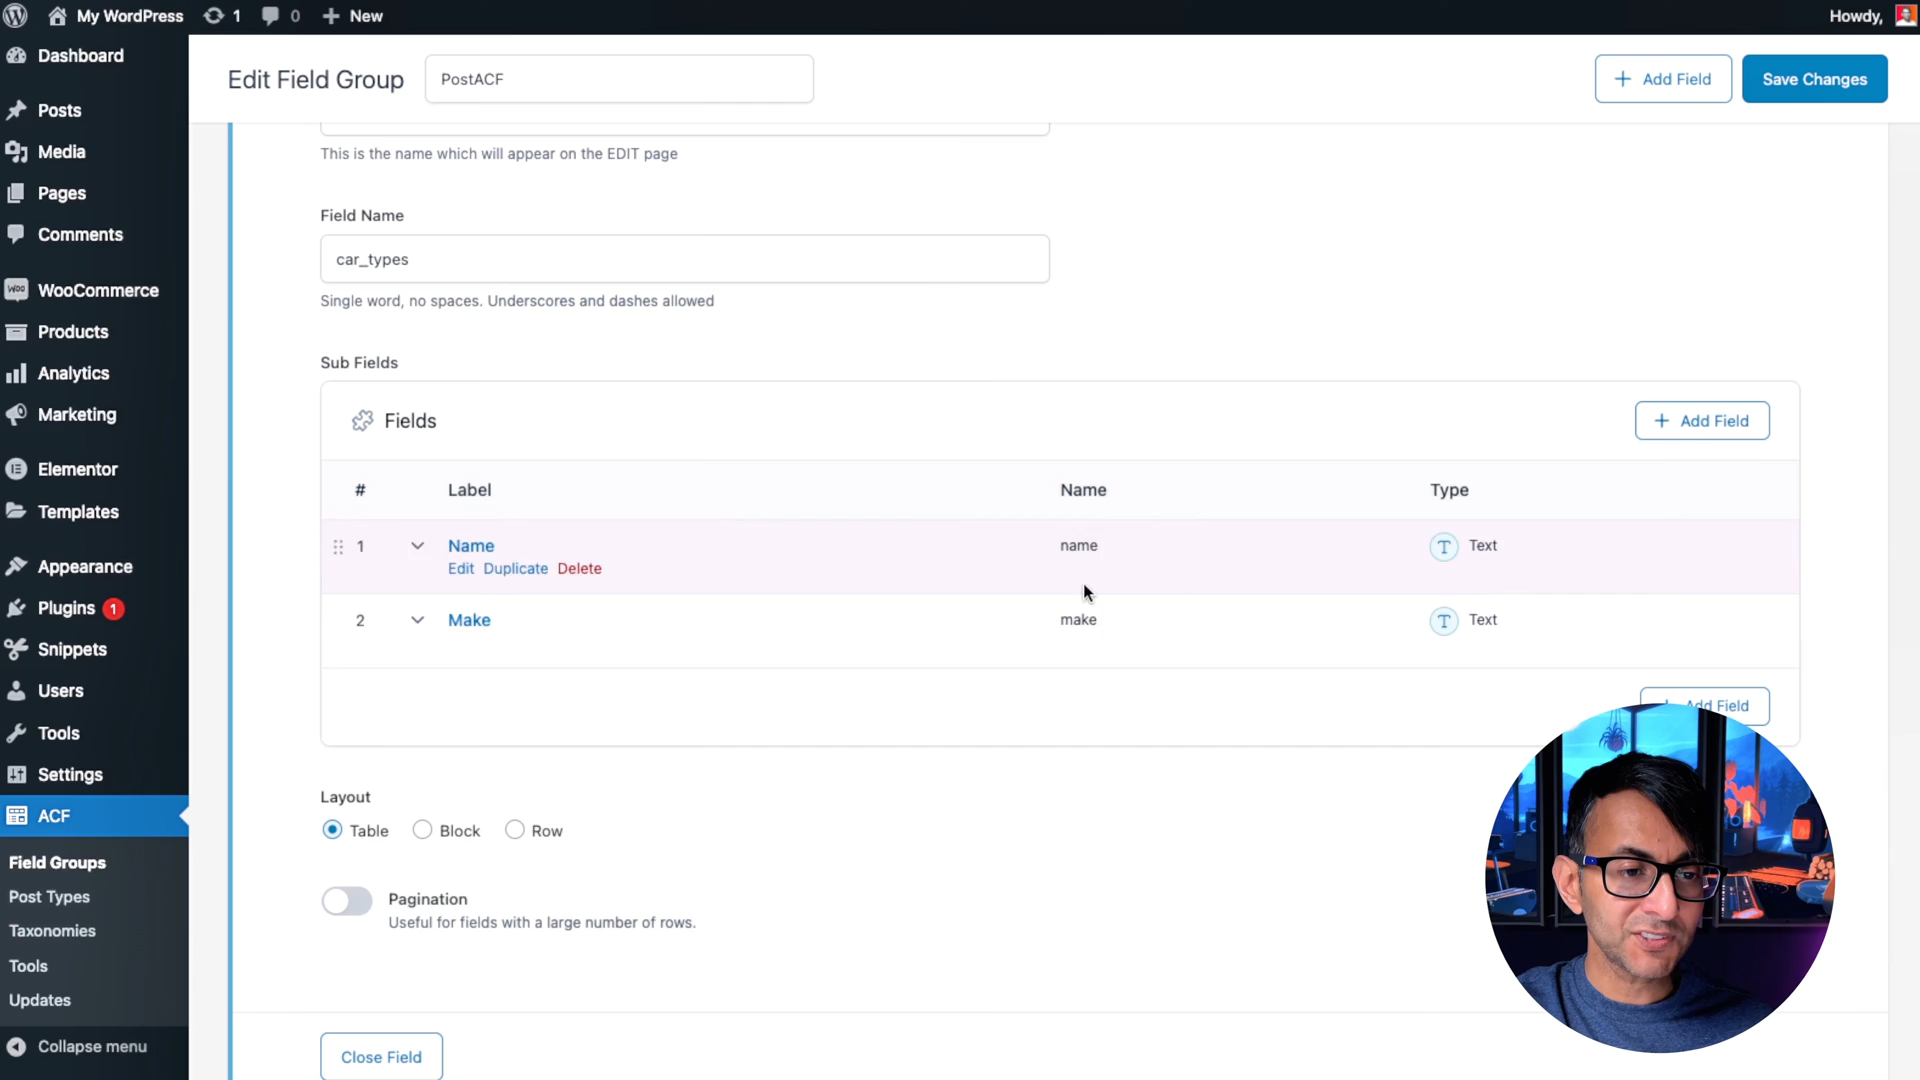 My WordPress 1 0 New Howdy,
Dashboard
Posts
Media
Pages
Comments
WooCommerce
Products
Analytics
Marketing
Elementor
Templates
Appearance
Plugins 1
Snippets
Users
Tools
Settings
ACF
Field Groups
Post Types
Taxonomies
Tools
Updates
Collapse menu
Edit Field Group PostACF + Add Field Save Changes
This is the name which will appear on the EDIT page
Field Name
car_types
Single word, no spaces. Underscores and dashes allowed
Sub Fields
Fields + Add Field
# Label Name Type
1 Name name T Text
Edit Duplicate Delete
2 Make make T Text
+ Add Field
Layout
Table Block Row
Pagination
Useful for fields with a large number of rows.
Close Field